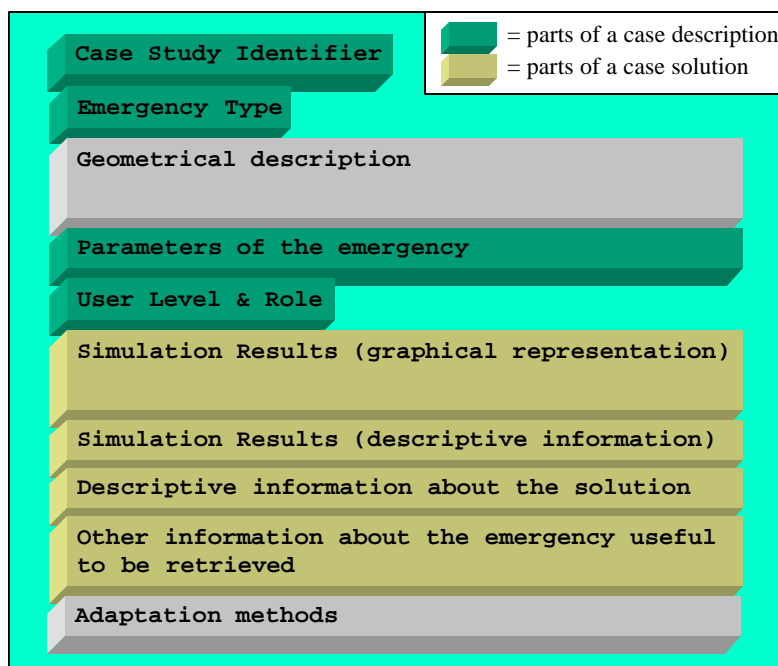 Case Study Identifier
= parts of a case description
= parts of a case solution
Emergency Type
Geometrical description
Parameters of the emergency
User Level & Role
Simulation Results (graphical representation)
Simulation Results (descriptive information)
Descriptive information about the solution
Other information about the emergency useful
to be retrieved
Adaptation methods